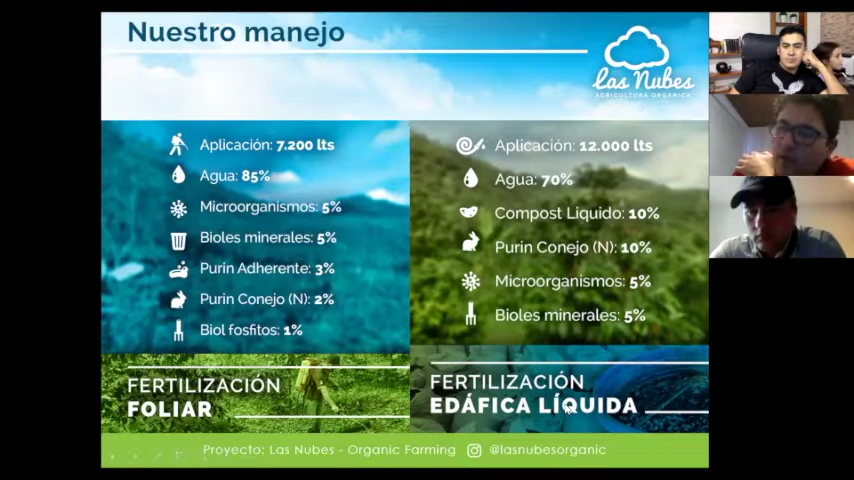 Nuestro manejo
Las Nubes
AGRICULTURA ORGÁNICA
Aplicación: 7.200 lts
Agua: 85%
Microorganismos: 5%
Bioles minerales: 5%
Purin Adherente: 3%
Purin Conejo (N): 2%
Biol fosfitos: 1%
FERTILIZACIÓN
FOLIAR
Aplicación: 12.000 lts
Agua: 70%
Compost Liquido: 10%
Purin Conejo (N): 10%
Microorganismos: 5%
Bioles minerales: 5%
FERTILIZACIÓN
EDÁFICA LÍQUIDA
Proyecto: Las Nubes - Organic Farming @lasnubesorganic